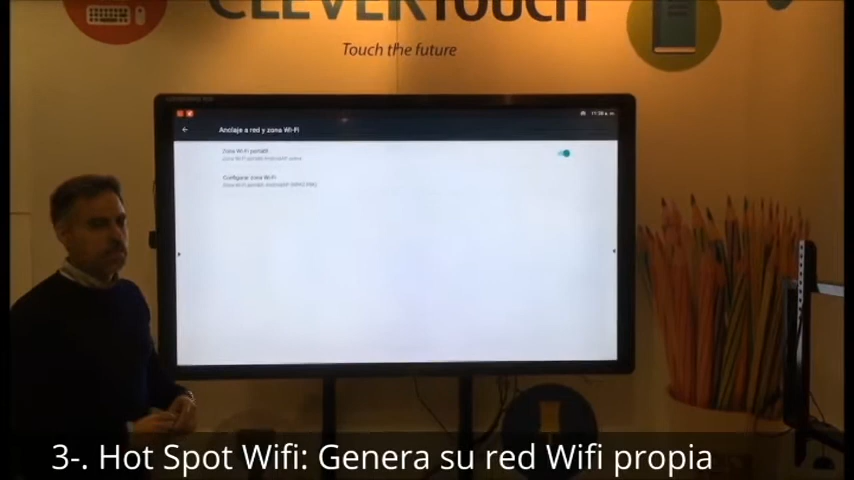 CLEVERTOUCH
Touch the future
Anclaje a red y zona Wi-Fi
Zona Wi-Fi portátil
Configurar zona Wi-Fi
3-. Hot Spot Wifi: Genera su red Wifi propia